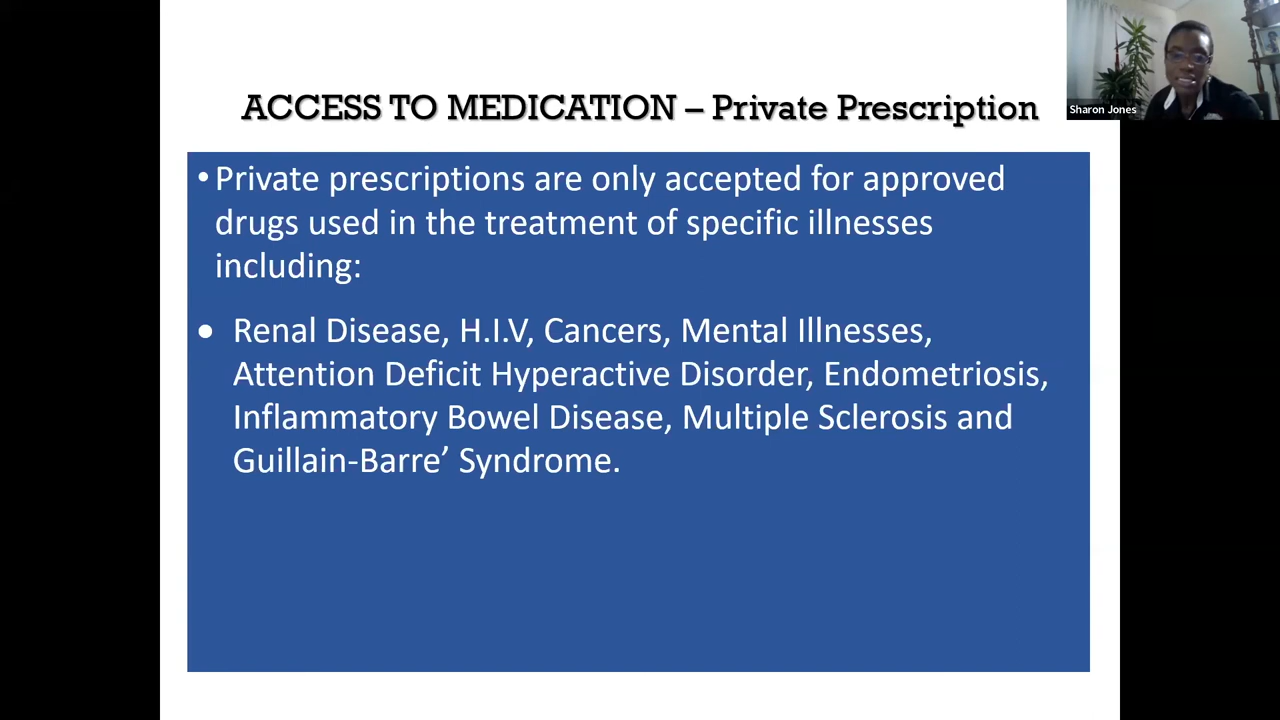 ACCESS TO MEDICATION – Private Prescription
Sharon Jones
• Private prescriptions are only accepted for approved
drugs used in the treatment of specific illnesses
including:
• Renal Disease, H.I.V, Cancers, Mental Illnesses,
Attention Deficit Hyperactive Disorder, Endometriosis,
Inflammatory Bowel Disease, Multiple Sclerosis and
Guillain-Barre’ Syndrome.